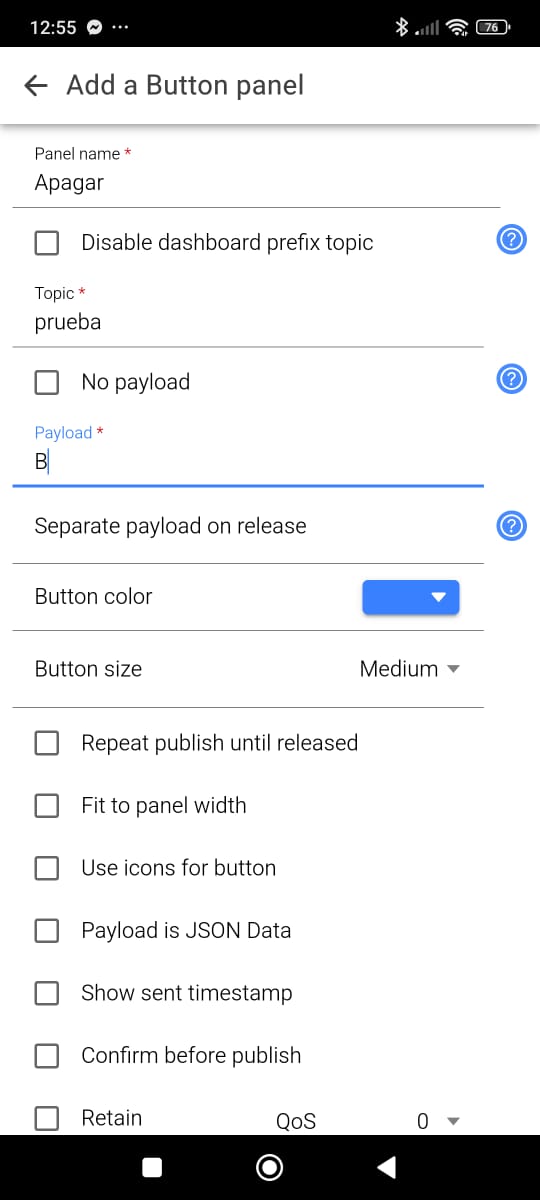 12:55 ...
76
Add a Button panel
Panel name *
Apagar
Disable dashboard prefix topic
?
Topic *
prueba
No payload
?
Payload *
B
Separate payload on release
?
Button color
Button size Medium
Repeat publish until released
Fit to panel width
Use icons for button
Payload is JSON Data
Show sent timestamp
Confirm before publish
Retain QoS 0